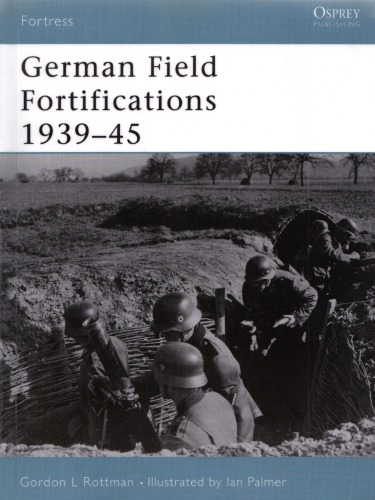 Fortress
OSPREY
PUBLISHING
German Field
Fortifications
1939–45
Gordon L Rottman • Illustrated by Ian Palmer